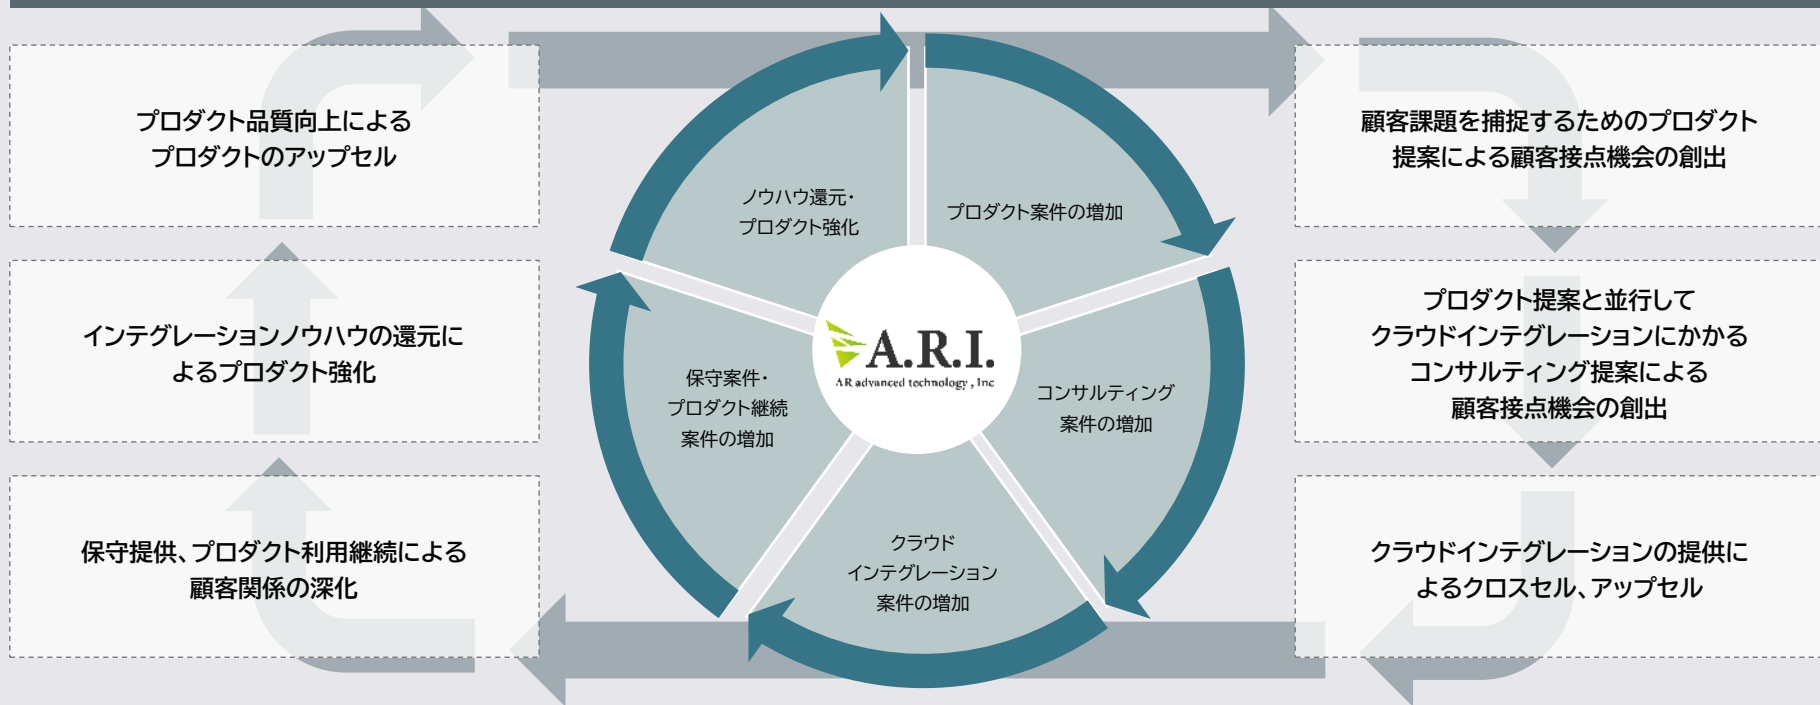 プロダクト品質向上による
プロダクトのアップセル
インテグレーションノウハウの還元に
よるプロダクト強化
保守提供、プロダクト利用継続による
顧客関係の深化
ノウハウ還元・
プロダクト強化
プロダクト案件の増加
保守案件・
プロダクト継続
案件の増加
A.R.I.
AR advanced technology , Inc
コンサルティング
案件の増加
クラウド
インテグレーション
案件の増加
顧客課題を捕捉するためのプロダクト
提案による顧客接点機会の創出
プロダクト提案と並行して
クラウドインテグレーションにかかる
コンサルティング提案による
顧客接点機会の創出
クラウドインテグレーションの提供に
よるクロスセル、アップセル